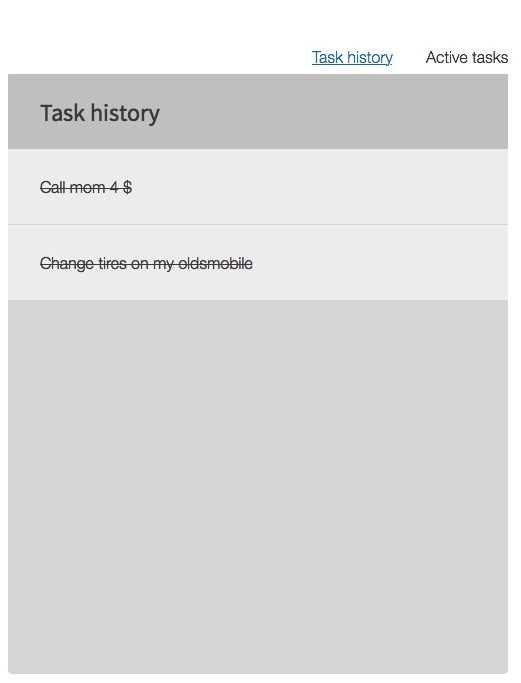 Task history Active tasks
Task history
Call mom 4 $
Change tires on my oldsmobile